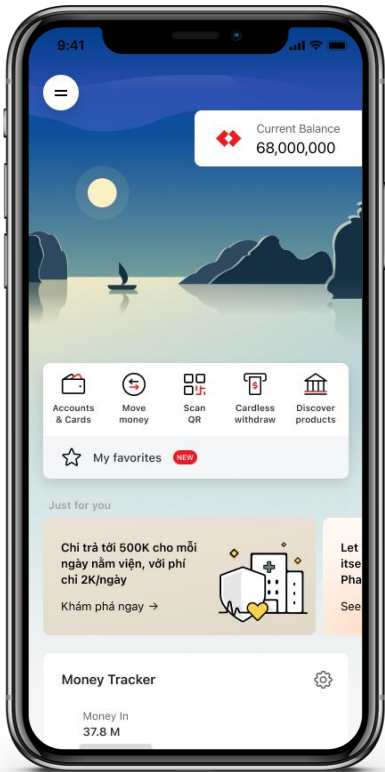 9:41
Current Balance
68,000,000
Accounts
& Cards
Move
money
Scan
QR
Cardless
withdraw
Discover
products
My favorites NEW
Just for you
Chi trả tới 500K cho mỗi
ngày nằm viện, với phí
chỉ 2K/ngày
Khám phá ngay →
Let
itse
Pha
See
Money Tracker
Money In
37.8 M